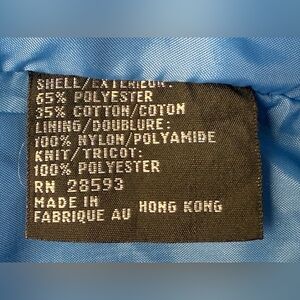 SHELL/EXTERIEUR:
65% POLYESTER
35% COTTON/COTON
LINING/DOUBLURE:
100% NYLON/POLYAMIDE
KNIT/TRICOT:
100% POLYESTER
RN 28593
MADE IN
FABRIQUE AU HONG KONG